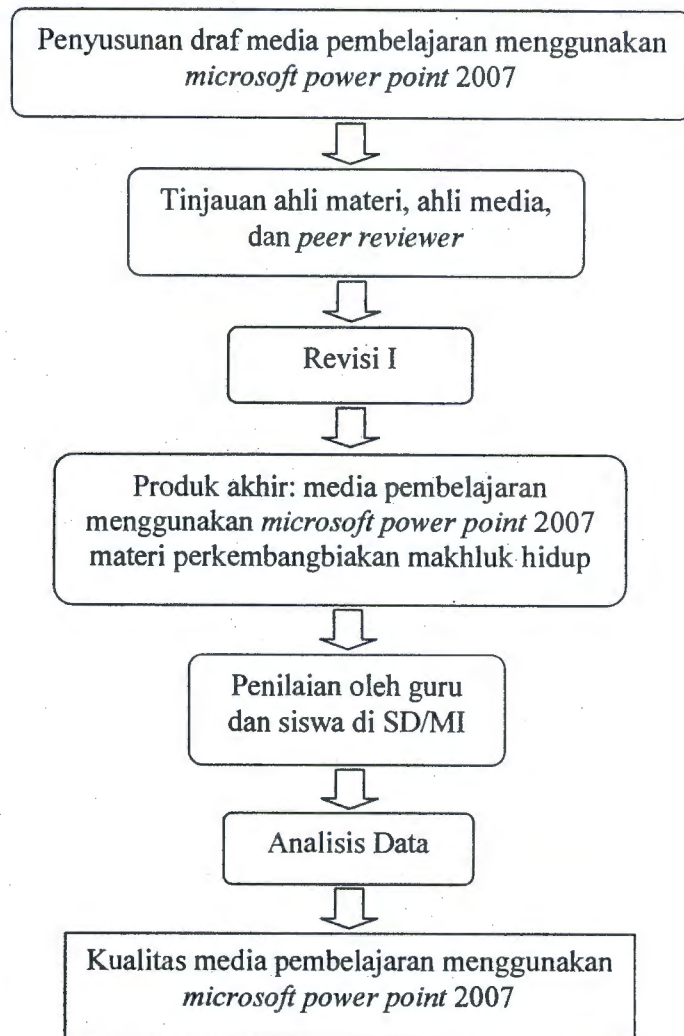 Penyusunan draf media pembelajaran menggunakan
microsoft power point 2007
Tinjauan ahli materi, ahli media,
dan peer reviewer
Revisi I
Produk akhir: media pembelajaran
menggunakan microsoft power point 2007
materi perkembangbiakan makhluk hidup
Penilaian oleh guru
dan siswa di SD/MI
Analisis Data
Kualitas media pembelajaran menggunakan
microsoft power point 2007